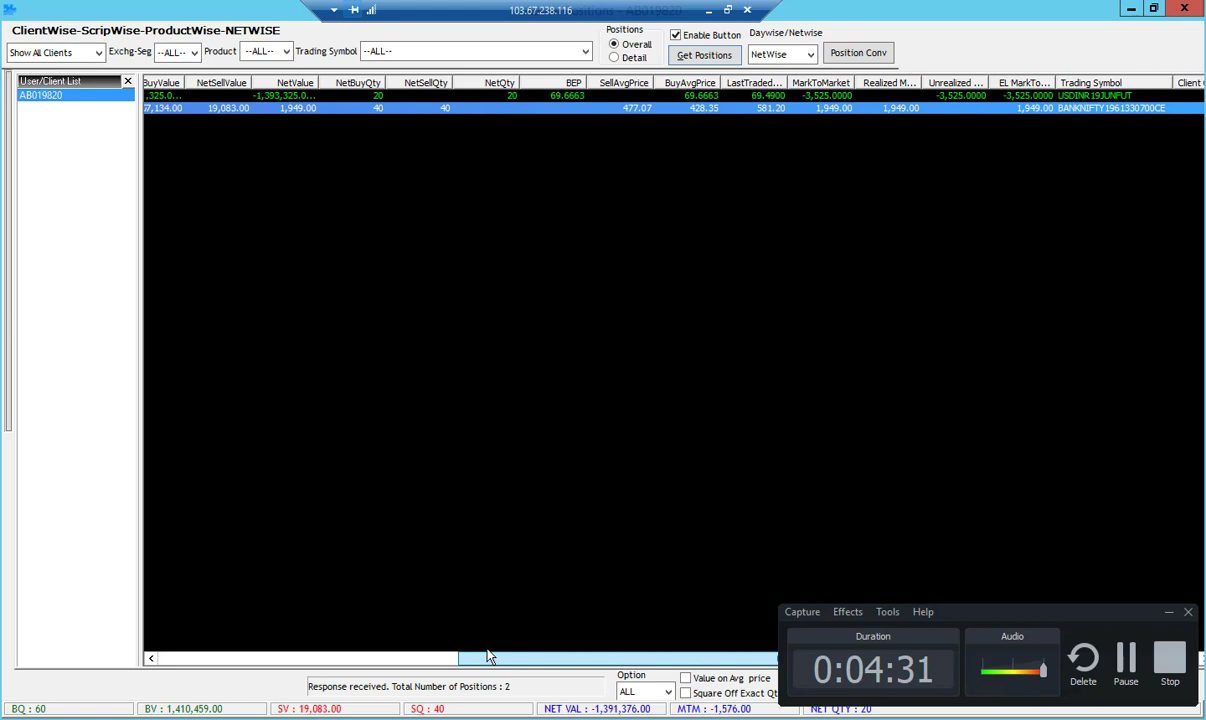 103.67.238.116 ositions - AB019820
ClientWise-ScripWise-ProductWise-NETWISE
Show All Clients Exchg-Seg --ALL-- Product --ALL-- Trading Symbol --ALL--
Positions
Overall
Detail
Enable Button Daywise/Netwise
Get Positions NetWise Position Conv
User/Client List
AB019820
BuyValue NetSellValue NetValue NetBuyQty NetSellQty NetQty BEP SellAvgPrice BuyAvgPrice LastTraded... MarkToMarket Realized M... Unrealized ... EL MarkTo... Trading Symbol Client
,325.0... -1,393,325.0... 20 20 69.6663 69.6663 69.4900 -3,525.0000 -3,525.0000 -3,525.0000 USDINR19JUNFUT
7,134.00 19,083.00 1,949.00 40 40 477.07 428.35 581.20 1,949.00 1,949.00 1,949.00 BANKNIFTY1961330700CE
Capture Effects Tools Help
Duration Audio
0:04:31
Delete Pause Stop
Response received. Total Number of Positions : 2
Option
ALL
Value on Avg price
Square Off Exact Qt
BQ : 60 BV : 1,410,459.00 SV : 19,083.00 SQ : 40 NET VAL : -1,391,376.00 MTM : -1,576.00 NET QTY : 20